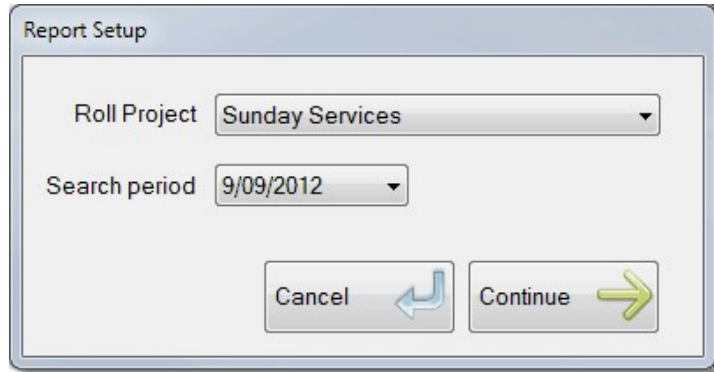 Report Setup
Roll Project Sunday Services
Search period 9/09/2012
Cancel Continue